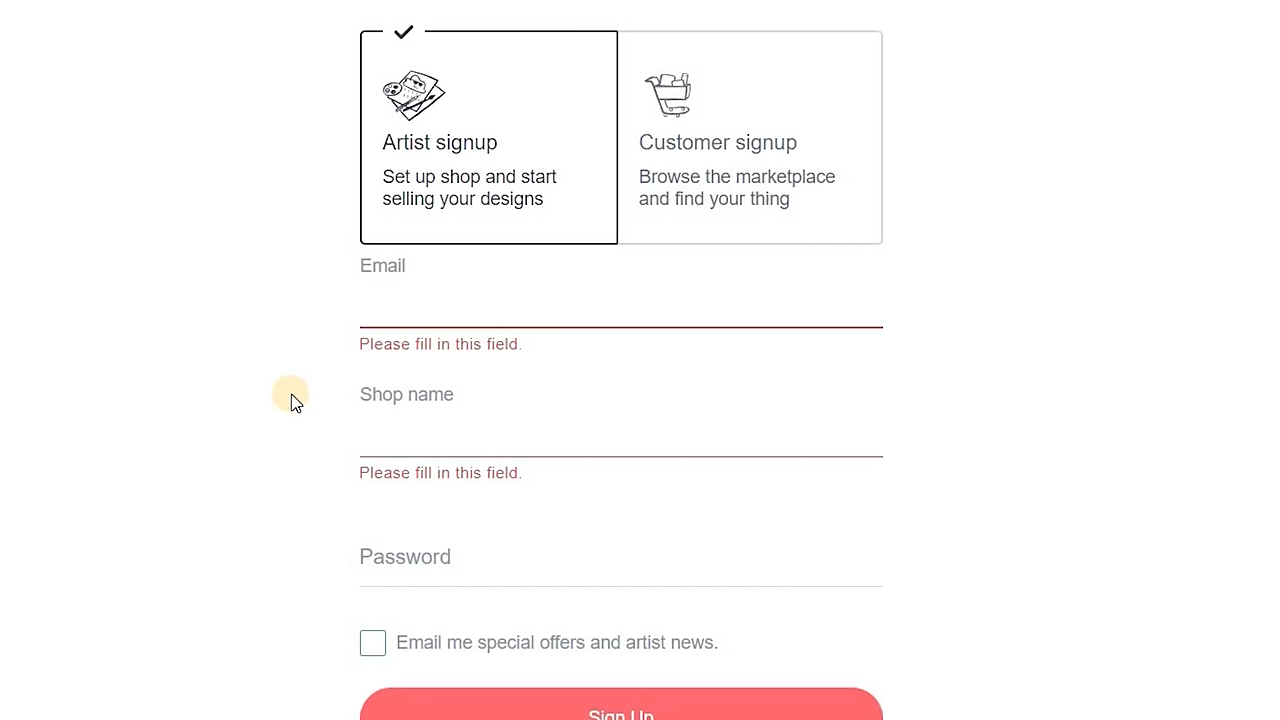 Artist signup
Set up shop and start
selling your designs
Customer signup
Browse the marketplace
and find your thing
Email
Please fill in this field.
Shop name
Please fill in this field.
Password
Email me special offers and artist news.
Sign Up